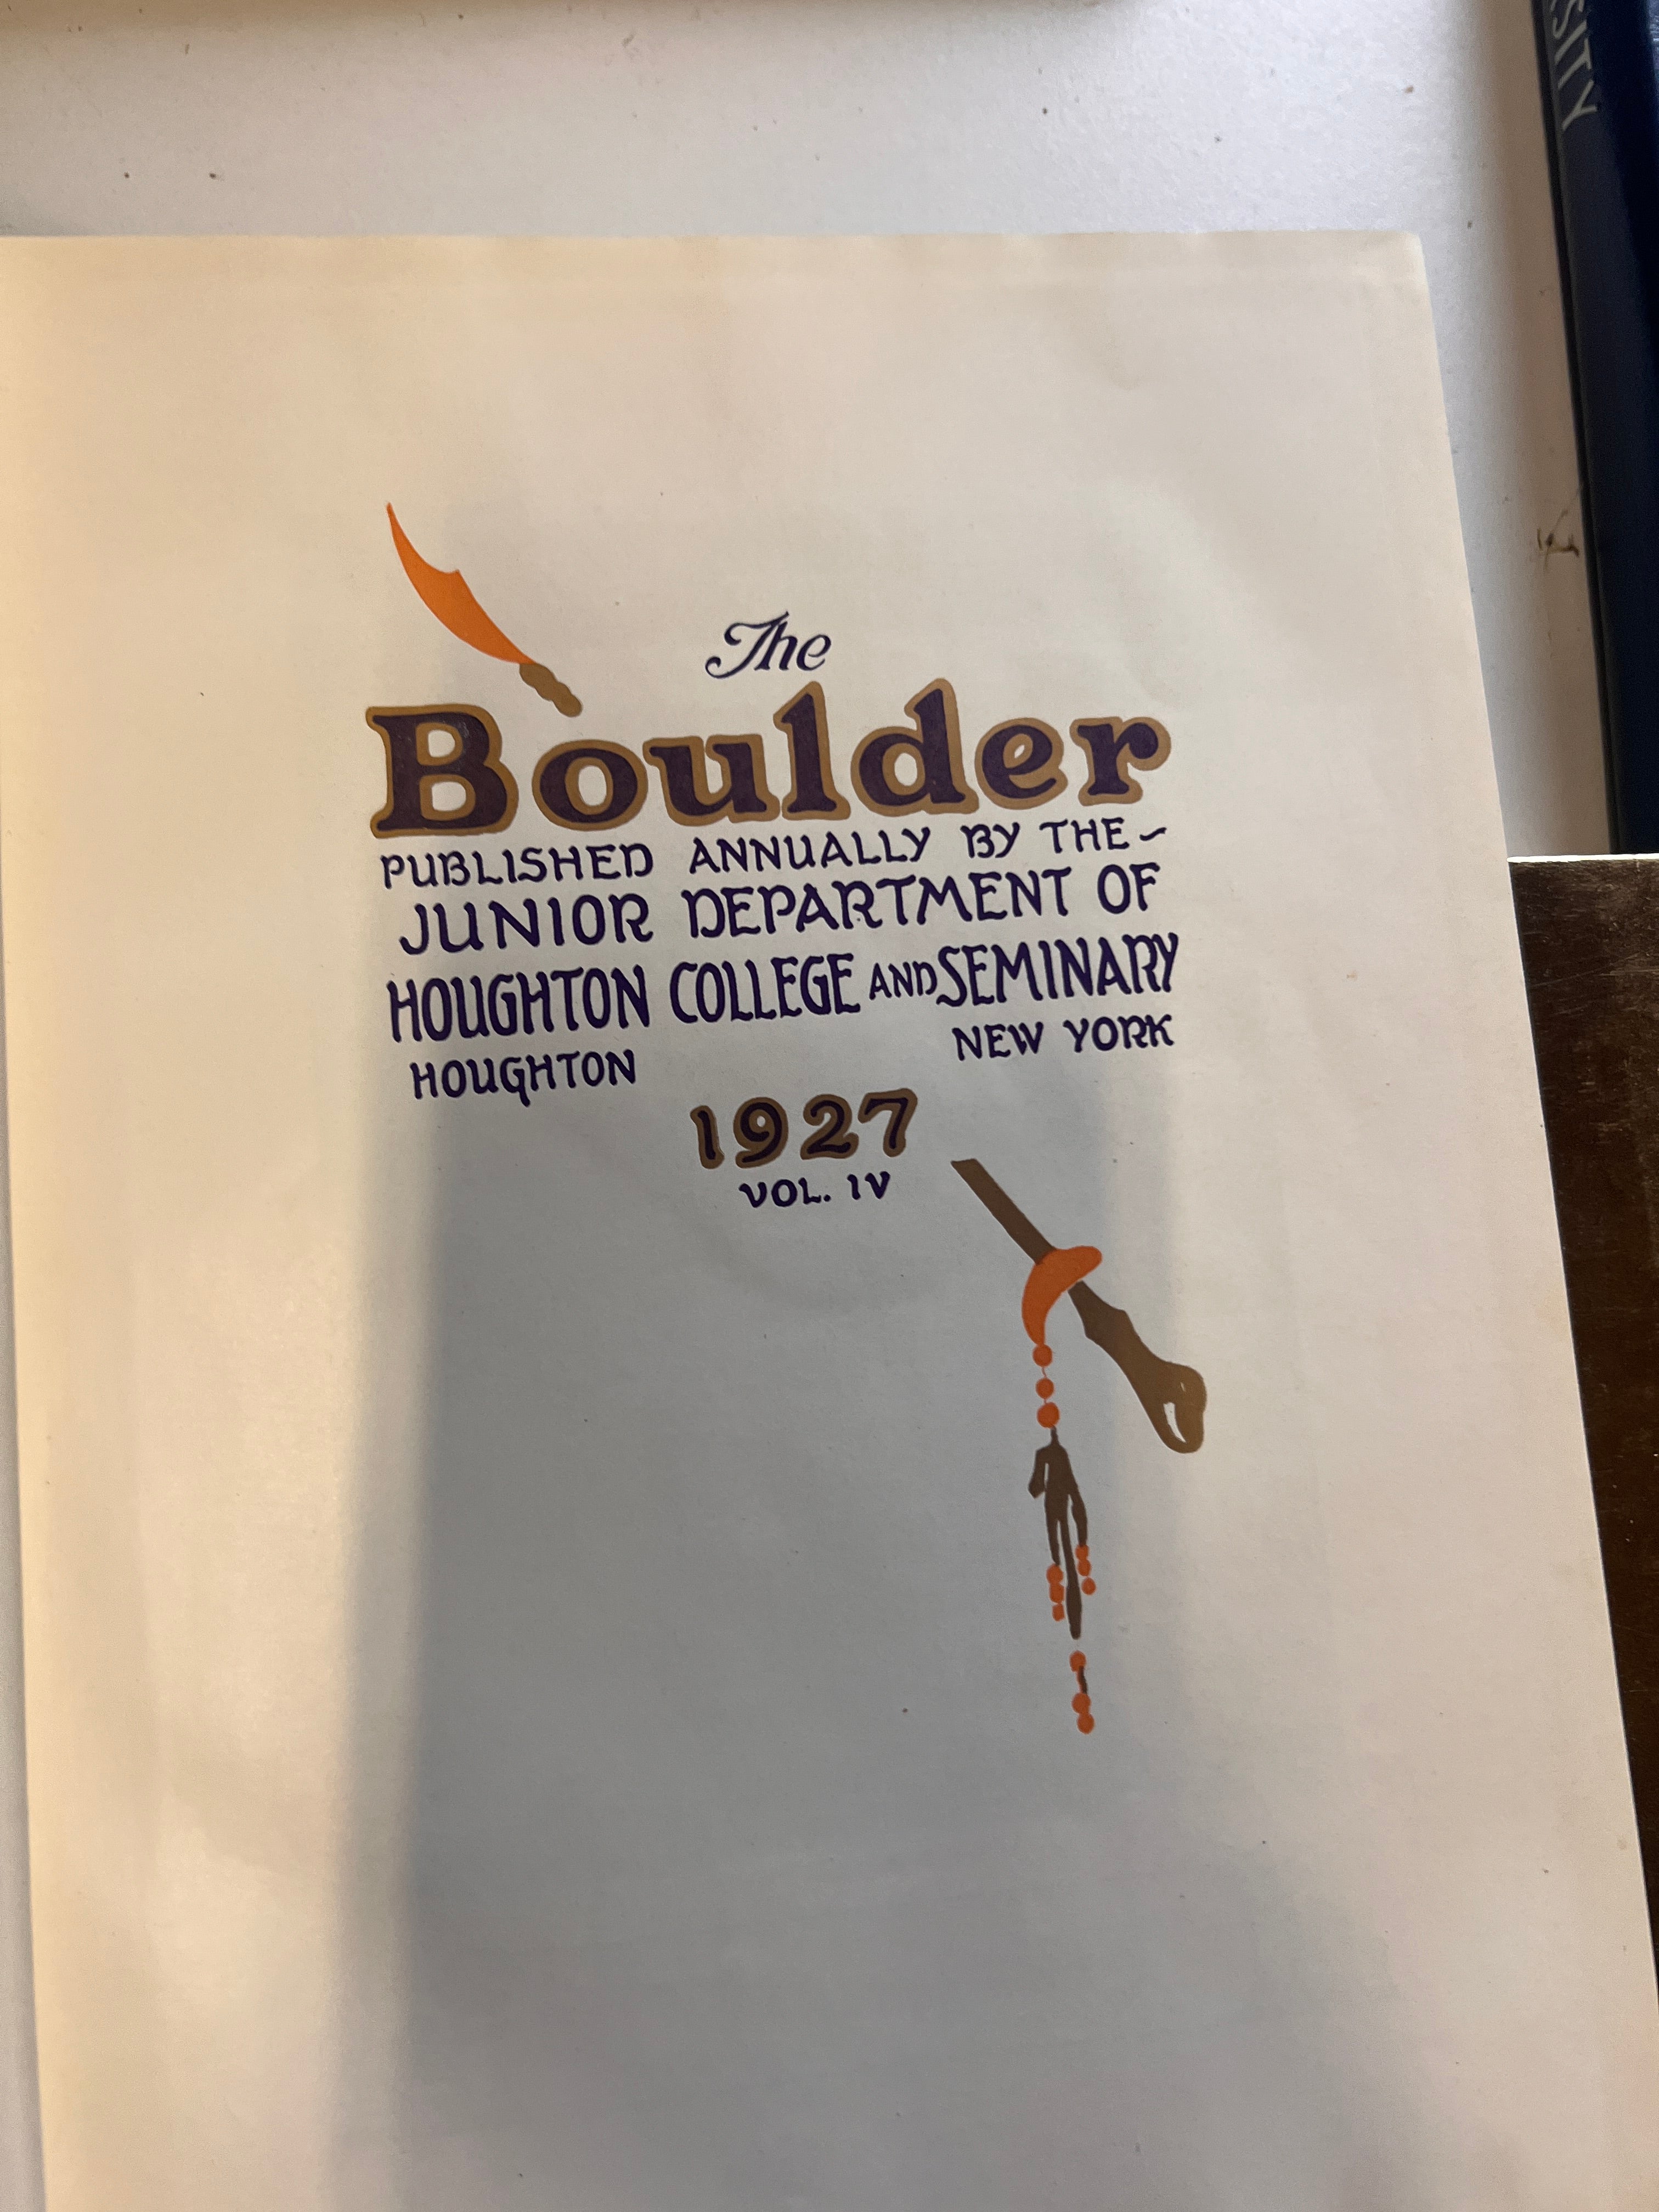 The
Boulder
PUBLISHED ANNUALLY BY THE~
JUNIOR DEPARTMENT OF
HOUGHTON COLLEGE AND SEMINARY
HOUGHTON NEW YORK
1927
VOL. IV
SITY